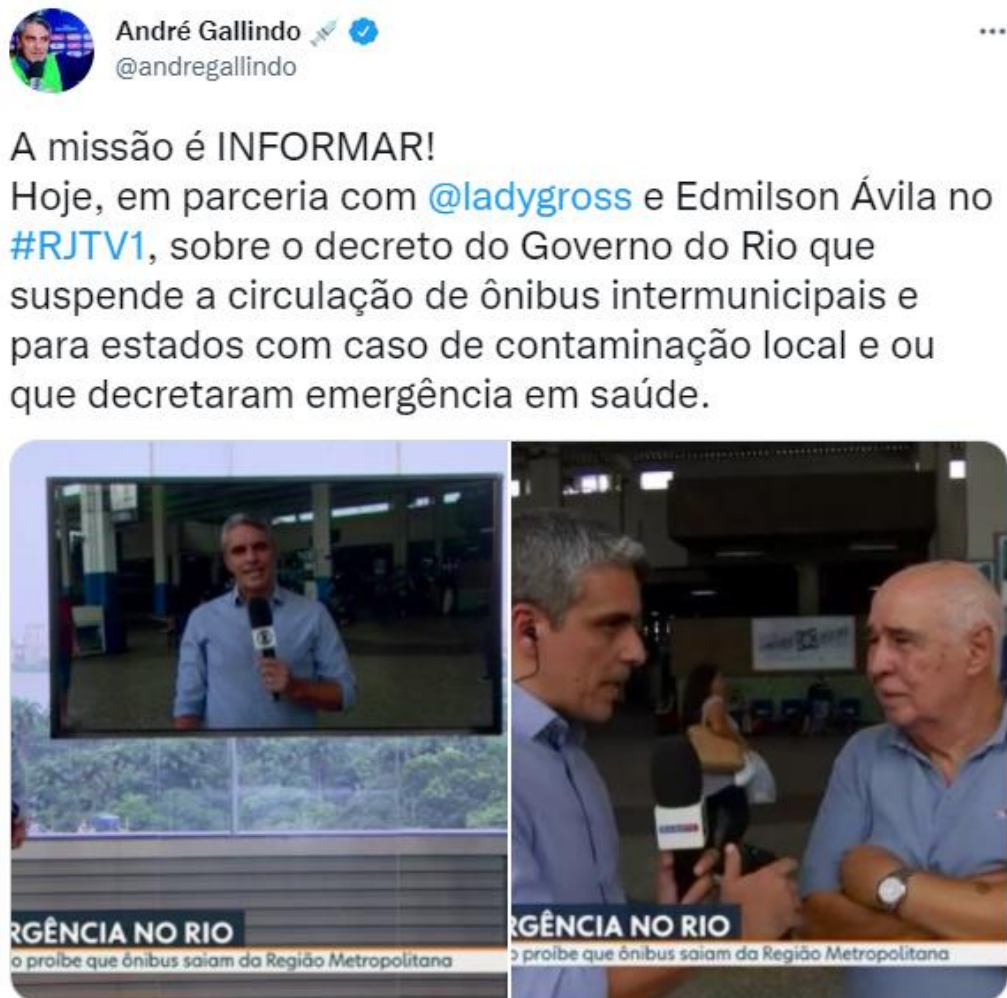 André Gallindo
@andregallindo
A missão é INFORMAR!
Hoje, em parceria com @ladygross e Edmilson Ávila no
#RJTV1, sobre o decreto do Governo do Rio que
suspende a circulação de ônibus intermunicipais e
para estados com caso de contaminação local e ou
que decretaram emergência em saúde.
RGÊNCIA NO RIO
o proíbe que ônibus saiam da Região Metropolitana
RGÊNCIA NO RIO
o proíbe que ônibus saiam da Região Metropolitana